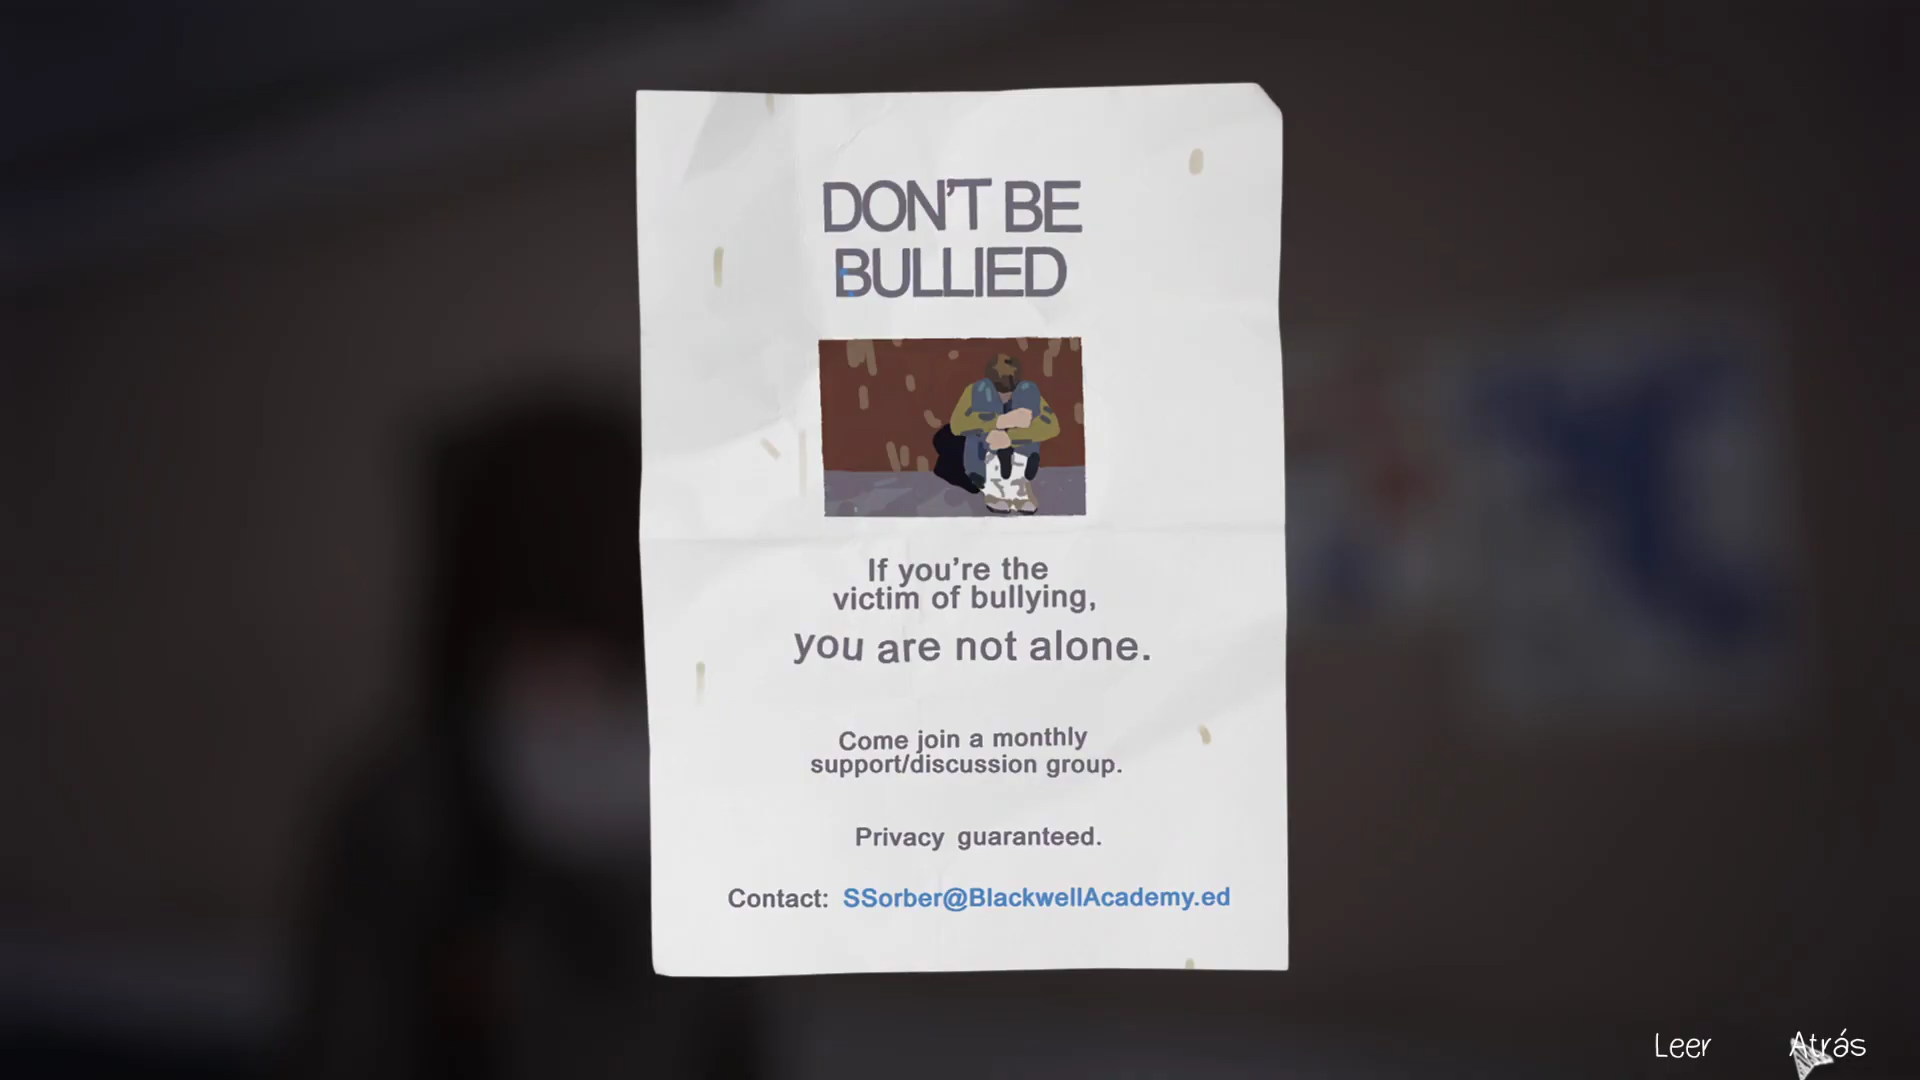 DON'T BE
BULLIED
If you're the
victim of bullying,
you are not alone.
Come join a monthly
support/discussion group.
Privacy guaranteed.
Contact: SSorber@BlackwellAcademy.ed
Leer Atrás